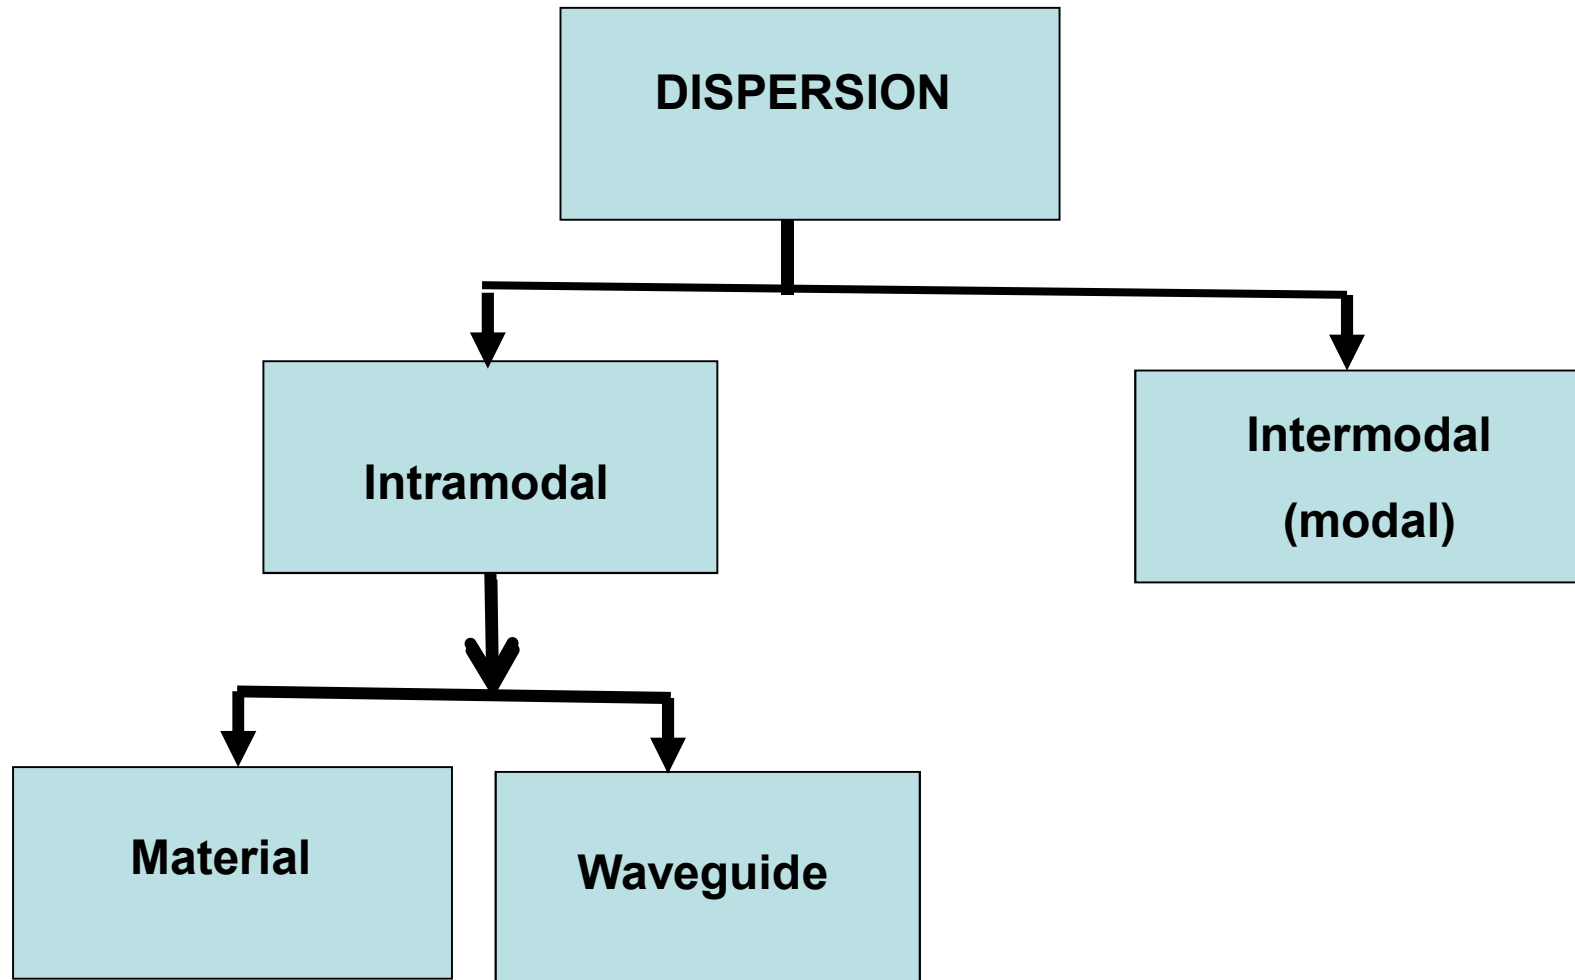 DISPERSION
Intramodal
Intermodal
(modal)
Material
Waveguide